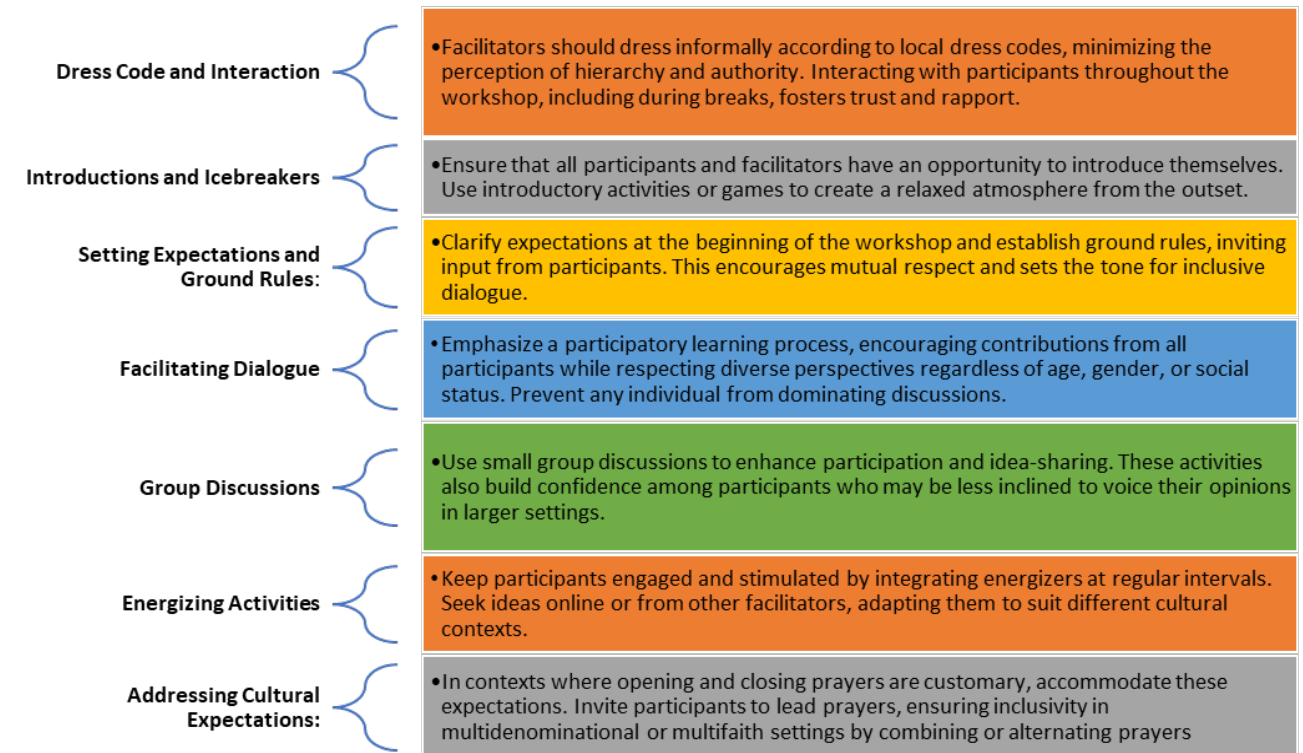 Dress Code and Interaction
•Facilitators should dress informally according to local dress codes, minimizing the
perception of hierarchy and authority. Interacting with participants throughout the
workshop, including during breaks, fosters trust and rapport.
Introductions and Icebreakers
•Ensure that all participants and facilitators have an opportunity to introduce themselves.
Use introductory activities or games to create a relaxed atmosphere from the outset.
Setting Expectations and
Ground Rules:
•Clarify expectations at the beginning of the workshop and establish ground rules, inviting
input from participants. This encourages mutual respect and sets the tone for inclusive
dialogue.
Facilitating Dialogue
•Emphasize a participatory learning process, encouraging contributions from all
participants while respecting diverse perspectives regardless of age, gender, or social
status. Prevent any individual from dominating discussions.
Group Discussions
•Use small group discussions to enhance participation and idea-sharing. These activities
also build confidence among participants who may be less inclined to voice their opinions
in larger settings.
Energizing Activities
•Keep participants engaged and stimulated by integrating energizers at regular intervals.
Seek ideas online or from other facilitators, adapting them to suit different cultural
contexts.
Addressing Cultural
Expectations:
•In contexts where opening and closing prayers are customary, accommodate these
expectations. Invite participants to lead prayers, ensuring inclusivity in
multidenominational or multifaith settings by combining or alternating prayers